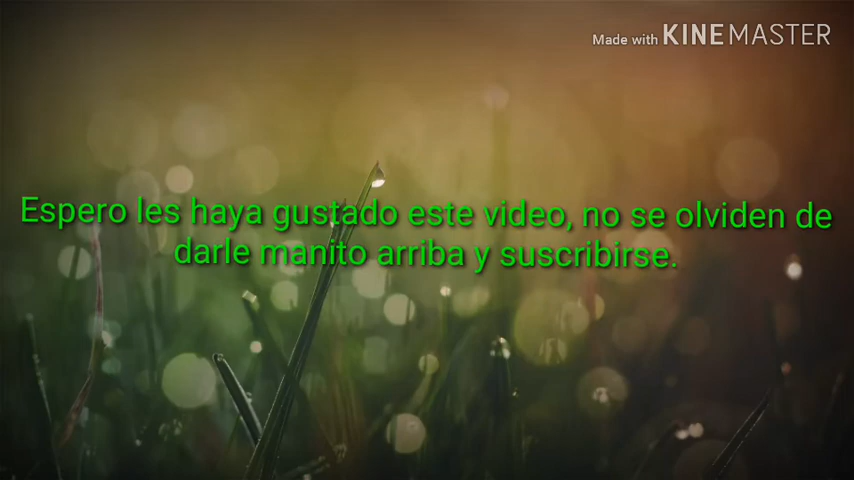 Made with KINEMASTER
Espero les haya gustado este video, no se olviden de
darle manito arriba y suscribirse.